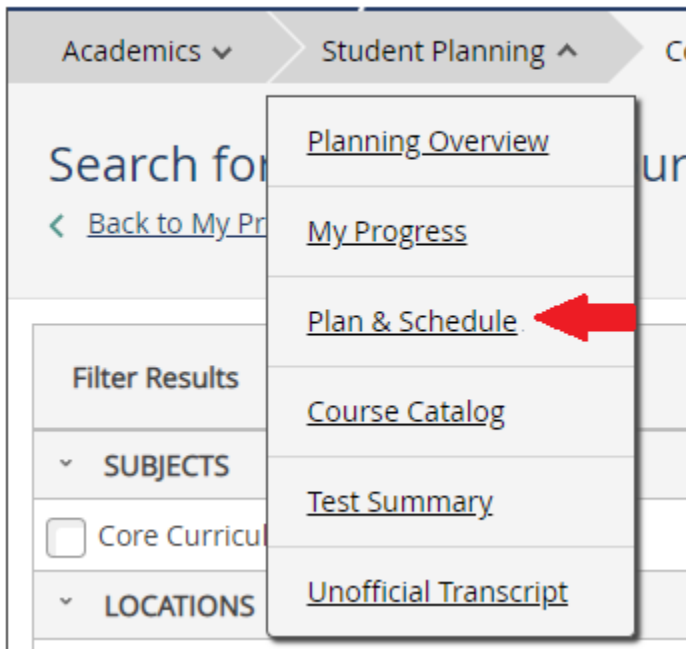 Academics
Student Planning
Search for
Back to My Pr
Planning Overview
My Progress
Plan & Schedule
Course Catalog
Test Summary
Unofficial Transcript
Filter Results
SUBJECTS
Core Curricul
LOCATIONS